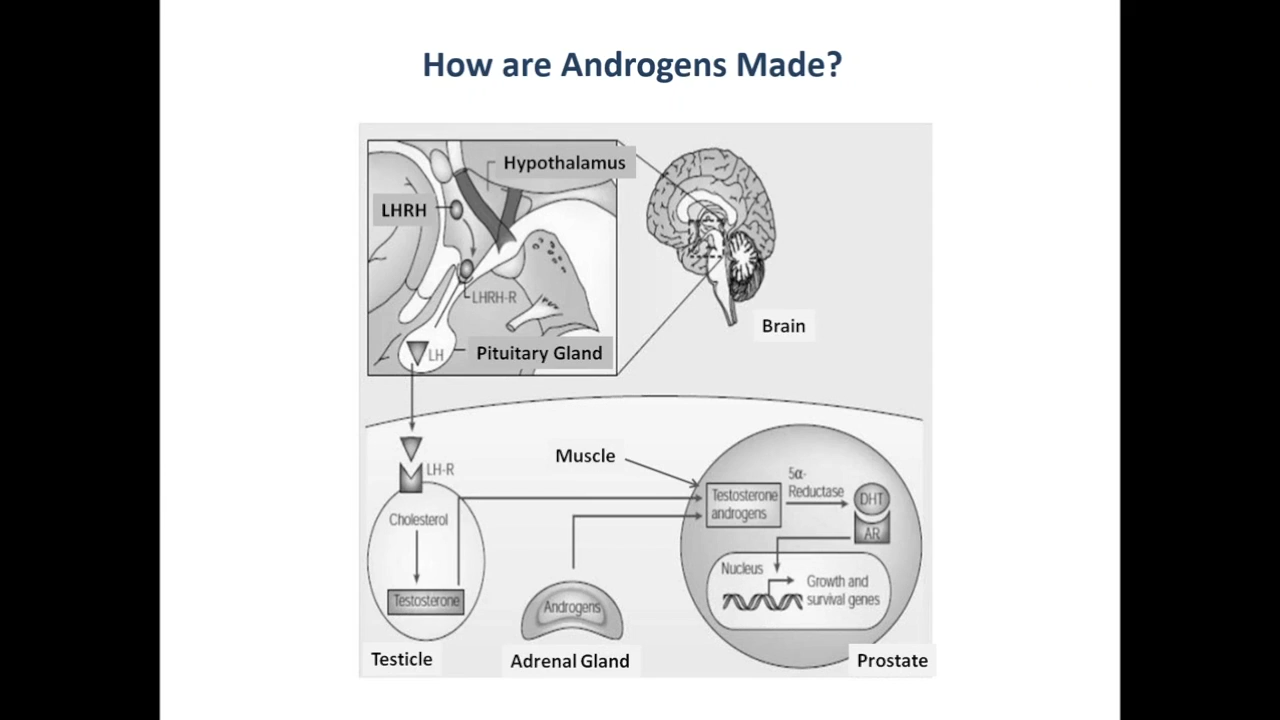 How are Androgens Made?
Hypothalamus
LHRH
LHRH-R
LH
Pituitary Gland
Brain
LH-R
Cholesterol
Testosterone
Testicle
Androgens
Adrenal Gland
Muscle
Testosterone
androgens
5α-
Reductase
DHT
AR
Nucleus
Growth and
survival genes
Prostate